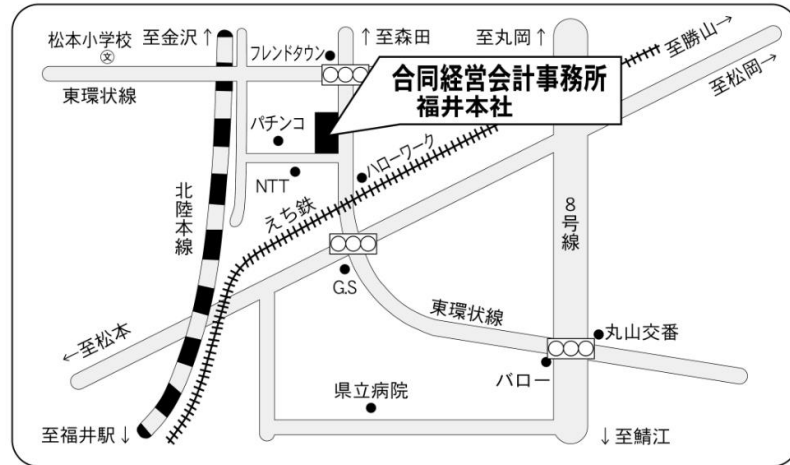 松本小学校
文
至金沢↑
フレンドタウン
↑至森田
至丸岡↑
至勝山→
至松岡→
東環状線
合同経営会計事務所
福井本社
パチンコ
NTT
ハローワーク
えち鉄
北陸本線
8号線
G.S
東環状線
丸山交番
バロー
←至松本
県立病院
至福井駅↓
↓至鯖江